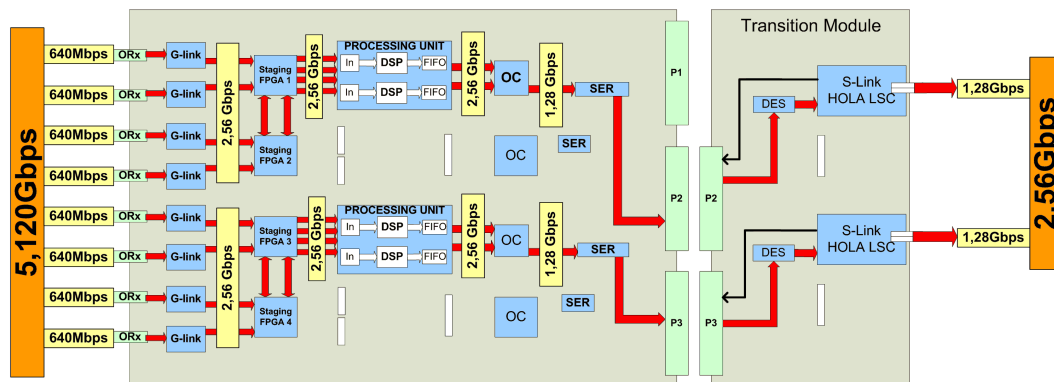 Transition Module
5,120Gbps
640Mbps
ORx
G-link
640Mbps
ORx
G-link
640Mbps
ORx
G-link
640Mbps
ORx
G-link
2,56 Gbps
Staging
FPGA 1
Staging
FPGA 2
2,56 Gbps
PROCESSING UNIT
In
DSP
FIFO
In
DSP
FIFO
2,56 Gbps
OC
1,28 Gbps
SER
OC
SER
640Mbps
ORx
G-link
640Mbps
ORx
G-link
640Mbps
ORx
G-link
640Mbps
ORx
G-link
2,56 Gbps
Staging
FPGA 3
Staging
FPGA 4
2,56 Gbps
PROCESSING UNIT
In
DSP
FIFO
In
DSP
FIFO
2,56 Gbps
OC
1,28 Gbps
SER
OC
SER
P1
P2
P3
P2
P3
DES
S-Link
HOLA LSC
1,28Gbps
DES
S-Link
HOLA LSC
1,28Gbps
2.56Gbps